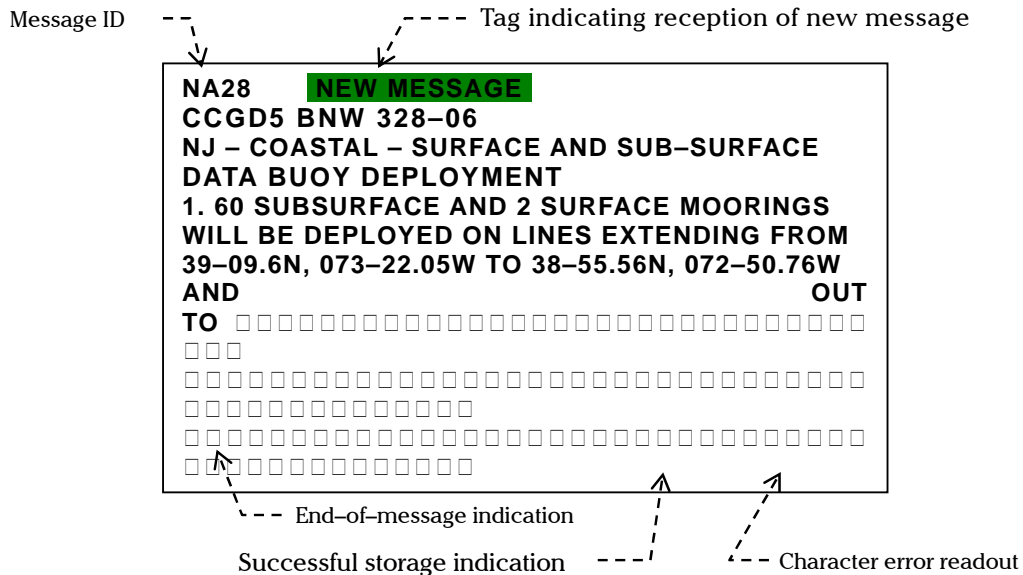 Message ID
Tag indicating reception of new message
NA28 NEW MESSAGE
CCGD5 BNW 328–06
NJ – COASTAL – SURFACE AND SUB–SURFACE
DATA BUOY DEPLOYMENT
1. 60 SUBSURFACE AND 2 SURFACE MOORINGS
WILL BE DEPLOYED ON LINES EXTENDING FROM
39–09.6N, 073–22.05W TO 38–55.56N, 072–50.76W
AND OUT
TO
End–of–message indication
Successful storage indication
Character error readout